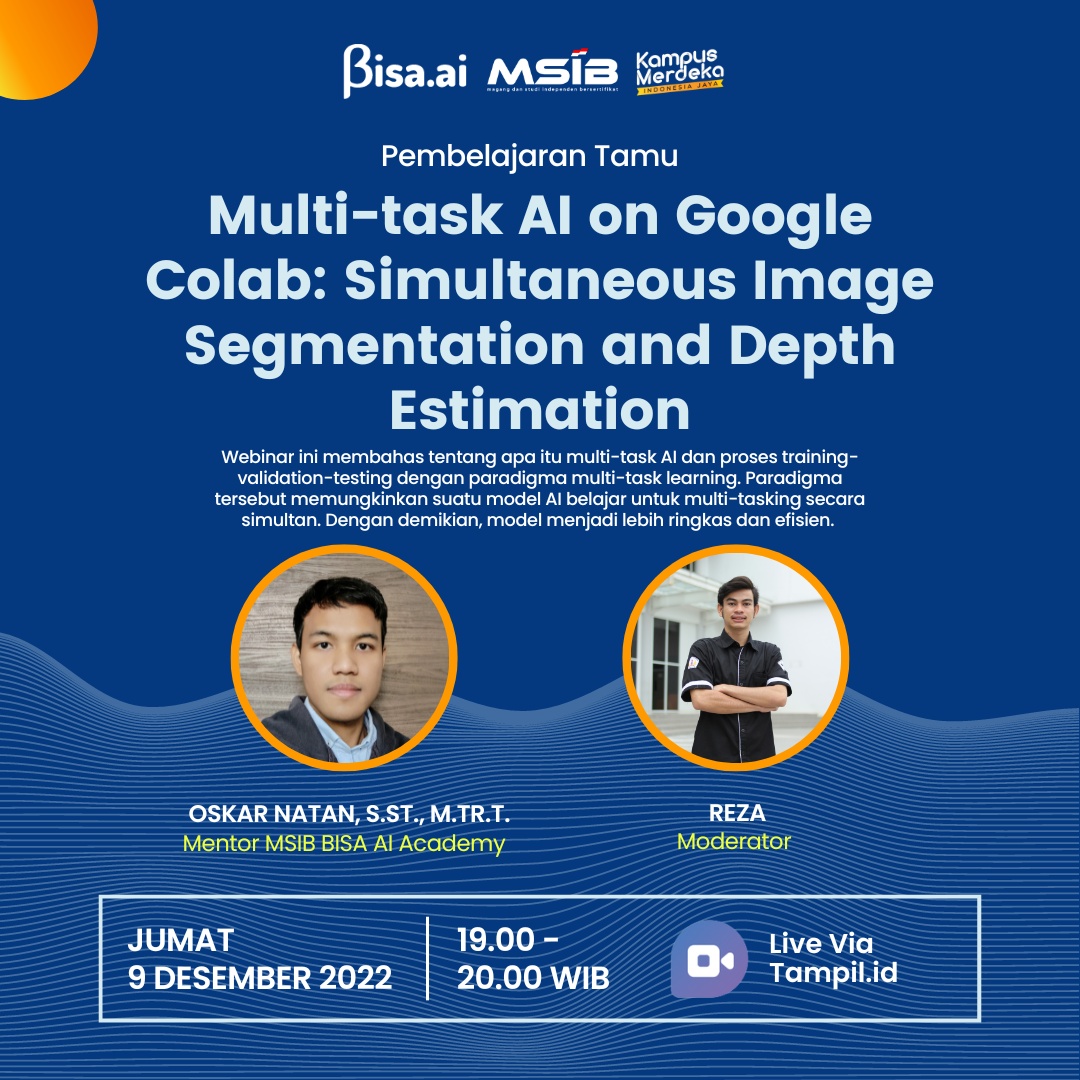 Bisa.ai MSIB Kampus Merdeka
magang dan studi independen bersertifikat
INDONESIA JAYA
Pembelajaran Tamu
Multi-task AI on Google
Colab: Simultaneous Image
Segmentation and Depth
Estimation
Webinar ini membahas tentang apa itu multi-task AI dan proses training-
validation-testing dengan paradigma multi-task learning. Paradigma
tersebut memungkinkan suatu model AI belajar untuk multi-tasking secara
simultan. Dengan demikian, model menjadi lebih ringkas dan efisien.
OSKAR NATAN, S.ST., M.TR.T.
Mentor MSIB BISA AI Academy
REZA
Moderator
JUMAT
9 DESEMBER 2022
19.00 -
20.00 WIB
Live Via
Tampil.id